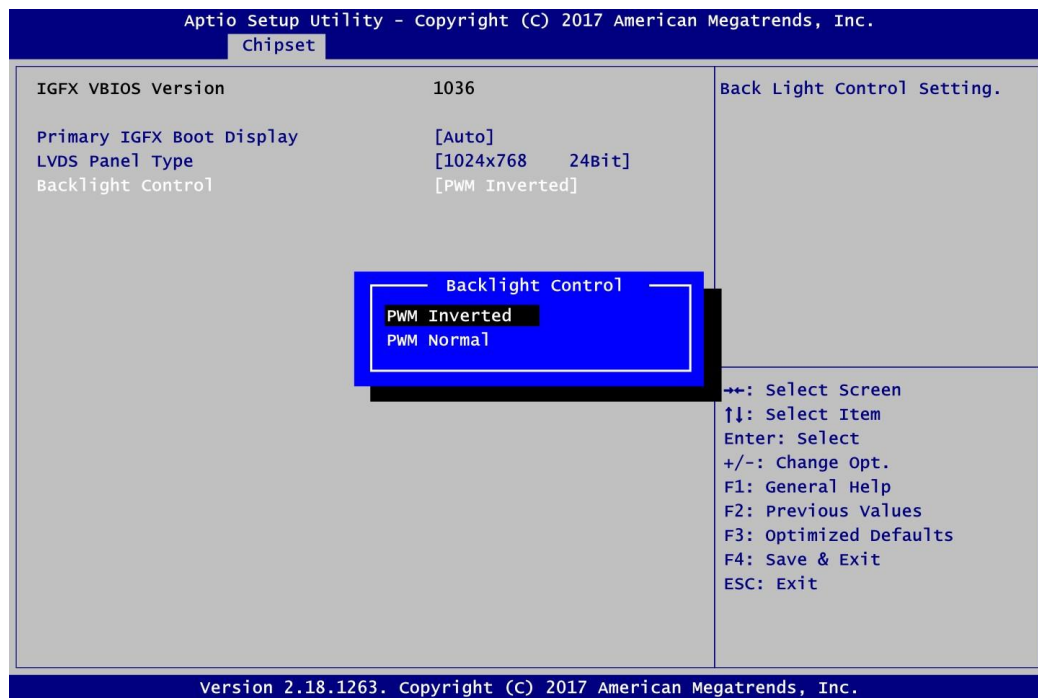 Aptio Setup Utility - Copyright (C) 2017 American Megatrends, Inc.
Chipset
IGFX VBIOS Version 1036
Primary IGFX Boot Display [Auto]
LVDS Panel Type [1024x768 24Bit]
Backlight Control [PWM Inverted]
Back Light Control Setting.
Backlight Control
PWM Inverted
PWM Normal
→←: Select Screen
↑↓: Select Item
Enter: Select
+/-: Change Opt.
F1: General Help
F2: Previous Values
F3: Optimized Defaults
F4: Save & Exit
ESC: Exit
Version 2.18.1263. Copyright (C) 2017 American Megatrends, Inc.